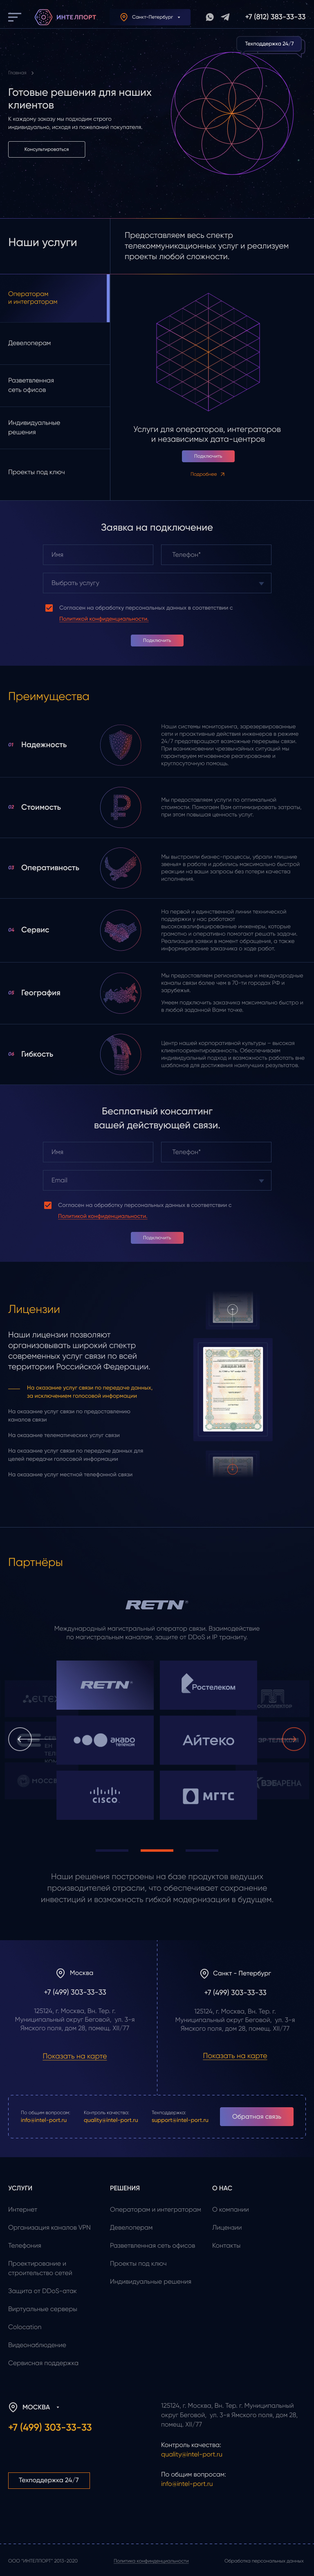 ИНТЕЛПОРТ
Санкт-Петербург
+7 (812) 383-33-33
Техподдержка 24/7
Главная
Готовые решения для наших
клиентов
К каждому заказу мы подходим строго
индивидуально, исходя из пожеланий покупателя.
Консультироваться
Наши услуги
Предоставляем весь спектр
телекоммуникационных услуг и реализуем
проекты любой сложности.
Операторам
и интеграторам
Девелоперам
Разветвленная
сеть офисов
Индивидуальные
решения
Проекты под ключ
Услуги для операторов, интеграторов
и независимых дата-центров
Подключить
Подробнее
Заявка на подключение
Имя
Телефон*
Выбрать услугу
Согласен на обработку персональных данных в соответствии с
Политикой конфиденциальности.
Подключить
Преимущества
01 Надежность
Наши системы мониторинга, зарезервированные
сети и проактивные действия инженеров в режиме
24/7 предотвращают возможные перерывы связи.
При возникновении чрезвычайных ситуаций мы
гарантируем мгновенное реагирование и
круглосуточную помощь.
02 Стоимость
Мы предоставляем услуги по оптимальной
стоимости. Помогаем Вам оптимизировать затраты,
при этом повышая ценность услуг.
03 Оперативность
Мы выстроили бизнес-процессы, убрали «лишние
звенья» в работе и добились максимально быстрой
реакции на ваши запросы без потери качества
исполнения.
04 Сервис
На первой и единственной линии технической
поддержки у нас работают
высококвалифицированные инженеры, которые
грамотно и оперативно помогают решать задачи.
Реализация заявки в момент обращения, а также
информирование заказчика о ходе работ.
05 География
Мы предоставляем региональные и международные
каналы связи более чем в 70-ти городах РФ и
зарубежья.
Умеем подключить заказчика максимально быстро и
в любой заданной Вами точке.
06 Гибкость
Центр нашей корпоративной культуры – высокая
клиентоориентированность. Обеспечиваем
индивидуальный подход и возможность работать вне
шаблонов для достижения наилучших результатов.
Бесплатный консалтинг
вашей действующей связи.
Имя
Телефон*
Email
Согласен на обработку персональных данных в соответствии с
Политикой конфиденциальности.
Подключить
Лицензии
Наши лицензии позволяют
организовывать широкий спектр
современных услуг связи по всей
территории Российской Федерации.
На оказание услуг связи по передаче данных,
за исключением голосовой информации
На оказание услуг связи по предоставлению
каналов связи
На оказание телематических услуг связи
На оказание услуг связи по передаче данных для
целей передачи голосовой информации
На оказание услуг местной телефонной связи
Партнёры
RETN
Международный магистральный оператор связи. Взаимодействие
по магистральным каналам, защите от DDoS и IP транзиту.
RETN
Ростелеком
акадо
телеком
Айтеко
CISCO
МГТС
Наши решения построены на базе продуктов ведущих
производителей отрасли, что обеспечивает сохранение
инвестиций и возможность гибкой модернизации в будущем.
Москва
+7 (499) 303-33-33
125124, г. Москва, Вн. Тер. г.
Муниципальный округ Беговой, ул. 3-я
Ямского поля, дом 28, помещ. XII/77
Показать на карте
Санкт - Петербург
+7 (499) 303-33-33
125124, г. Москва, Вн. Тер. г.
Муниципальный округ Беговой, ул. 3-я
Ямского поля, дом 28, помещ. XII/77
Показать на карте
По общим вопросам:
info@intel-port.ru
Контроль качества:
quality@intel-port.ru
Техподдержка:
support@intel-port.ru
Обратная связь
УСЛУГИ
Интернет
Организация каналов VPN
Телефония
Проектирование и
строительство сетей
Защита от DDoS-атак
Виртуальные серверы
Colocation
Видеонаблюдение
Сервисная поддержка
РЕШЕНИЯ
Операторам и интеграторам
Девелоперам
Разветвленная сеть офисов
Проекты под ключ
Индивидуальные решения
О НАС
О компании
Лицензии
Контакты
МОСКВА
+7 (499) 303-33-33
Техподдержка 24/7
125124, г. Москва, Вн. Тер. г. Муниципальный
округ Беговой, ул. 3-я Ямского поля, дом 28,
помещ. XII/77
Контроль качества:
quality@intel-port.ru
По общим вопросам:
info@intel-port.ru
ООО "ИНТЕЛПОРТ" 2013-2020
Политика конфиденциальности
Обработка персональных данных